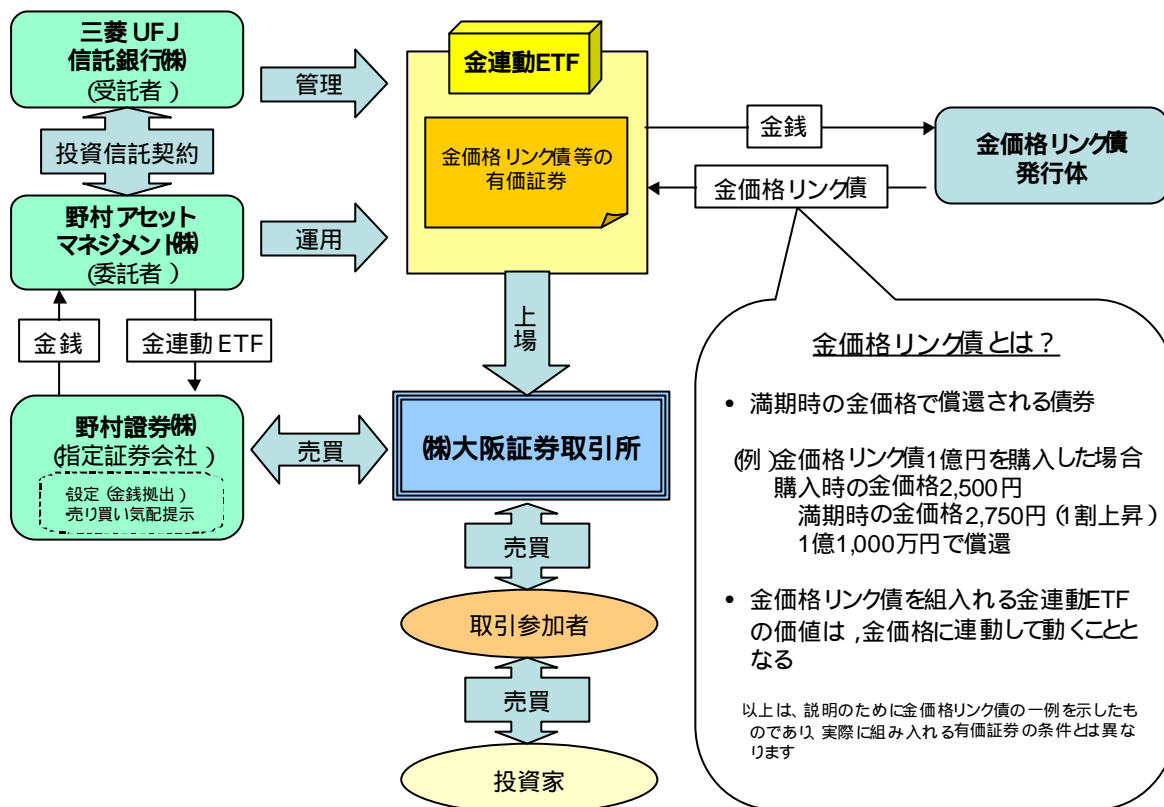 三菱UFJ
信託銀行㈱
(受託者)
管理
金連動ETF
投資信託契約
金価格リンク債等の
有価証券
金銭
金価格リンク債
金価格リンク債
発行体
野村アセット
マネジメント㈱
(委託者)
運用
金銭
金連動ETF
上場
野村證券㈱
(指定証券会社)
・設定(金銭拠出)
・売り買い気配提示
売買
㈱大阪証券取引所
売買
取引参加者
売買
投資家
金価格リンク債とは?
• 満期時の金価格で償還される債券
(例)金価格リンク債1億円を購入した場合
購入時の金価格2,500円
満期時の金価格2,750円(1割上昇)
1億1,000万円で償還
• 金価格リンク債を組入れる金連動ETF
の価値は,金価格に連動して動くことと
なる
以上は、説明のために金価格リンク債の一例を示したも
のであり、実際に組み入れる有価証券の条件とは異な
ります